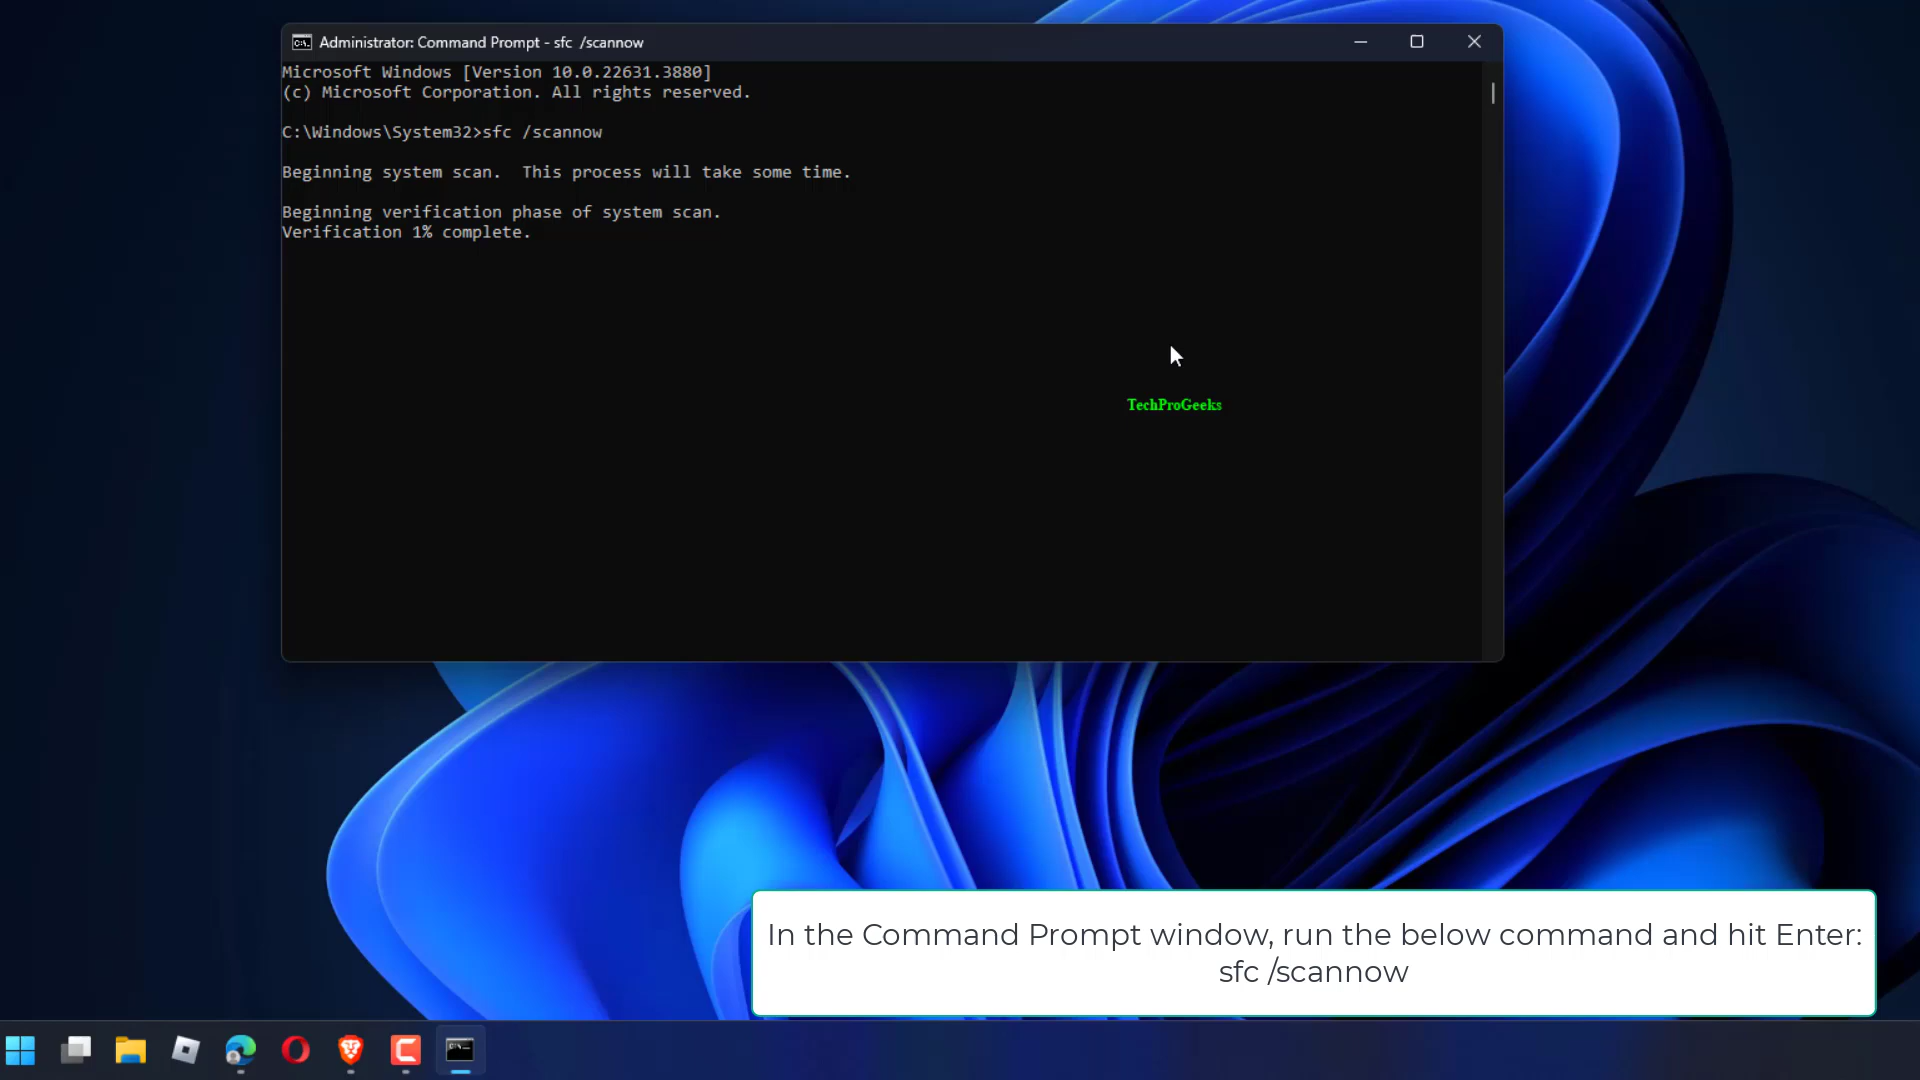 Administrator: Command Prompt - sfc  /scannow
Microsoft Windows [Version 10.0.22631.3880]
(c) Microsoft Corporation. All rights reserved.
C:\Windows\System32>sfc /scannow
Beginning system scan.  This process will take some time.
Beginning verification phase of system scan.
Verification 1% complete.
TechProGeeks
In the Command Prompt window, run the below command and hit Enter:
sfc /scannow